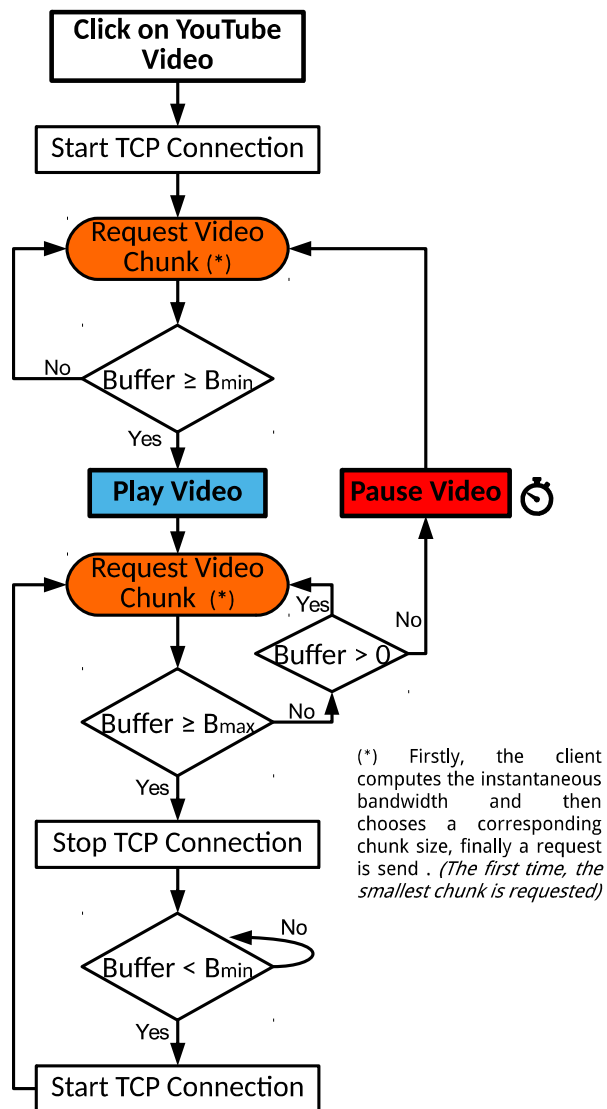 Click on YouTube
Video
Start TCP Connection
Request Video
Chunk (*)
No
Buffer ≥ Bmin
Yes
Play Video
Pause Video
Request Video
Chunk (*)
Yes
No
Buffer > 0
Buffer ≥ Bmax
No
Yes
(*) Firstly, the client
computes the instantaneous
bandwidth and then
chooses a corresponding
chunk size, finally a request
is send . (The first time, the
smallest chunk is requested)
Stop TCP Connection
No
Buffer < Bmin
Yes
Start TCP Connection